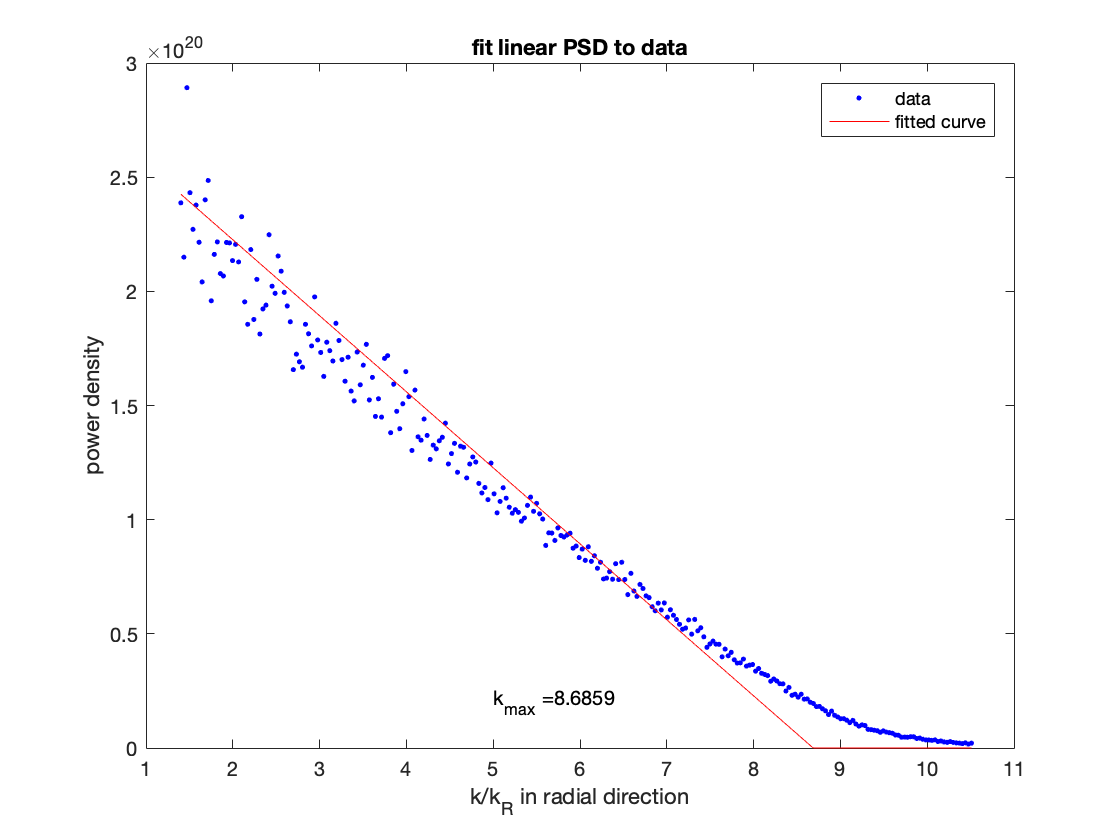 fit linear PSD to data
×10^20
3
2.5
2
1.5
1
0.5
0
power density
data
fitted curve
k_max =8.6859
1 2 3 4 5 6 7 8 9 10 11
k/k_R in radial direction